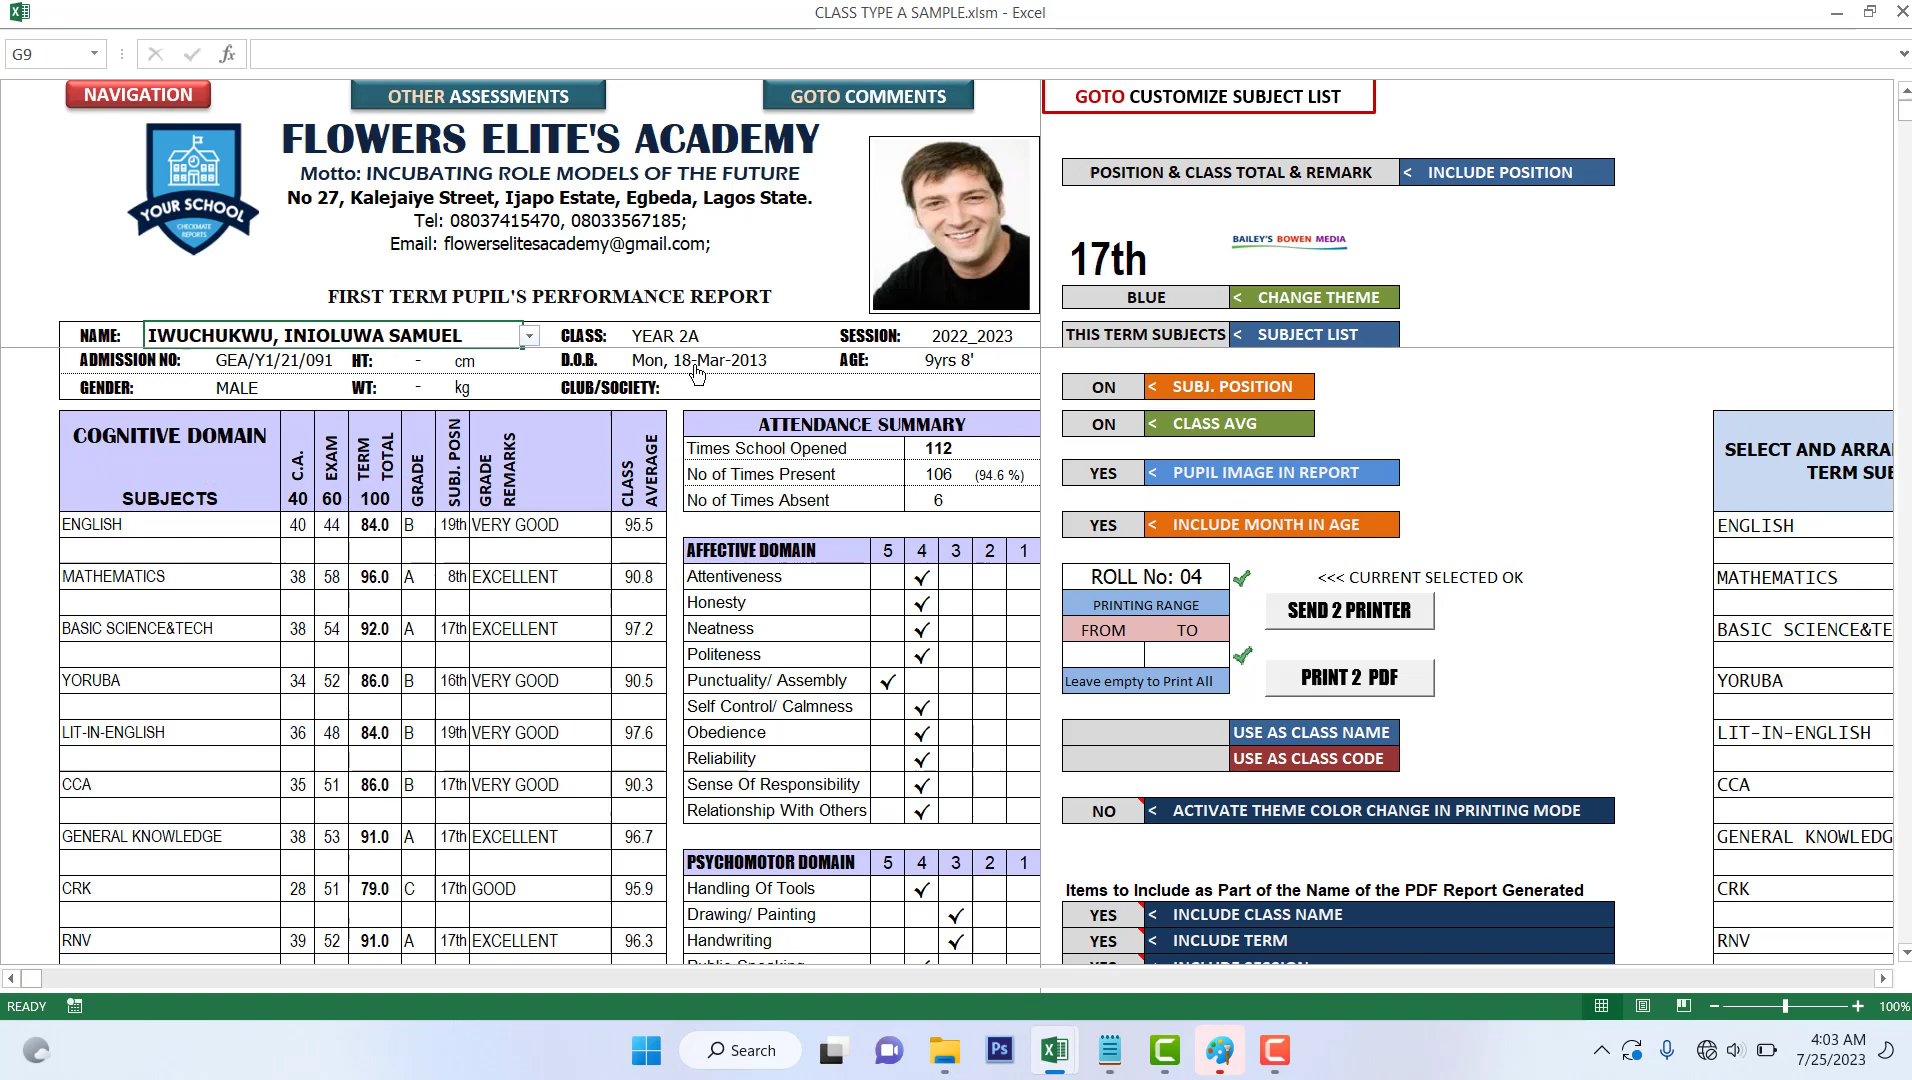 CLASS TYPE A SAMPLE.xlsm - Excel
G9
fx
NAVIGATION
OTHER ASSESSMENTS
GOTO COMMENTS
GOTO CUSTOMIZE SUBJECT LIST
YOUR SCHOOL
CHECKMATE
REPORTS
FLOWERS ELITE'S ACADEMY
Motto: INCUBATING ROLE MODELS OF THE FUTURE
No 27, Kalejaiye Street, Ijapo Estate, Egbeda, Lagos State.
Tel: 08037415470, 08033567185;
Email: flowerselitesacademy@gmail.com;
FIRST TERM PUPIL'S PERFORMANCE REPORT
NAME: IWUCHUKWU, INIOLUWA SAMUEL CLASS: YEAR 2A SESSION: 2022_2023
ADMISSION NO: GEA/Y1/21/091 HT: - cm D.O.B. Mon, 18-Mar-2013 AGE: 9yrs 8'
GENDER: MALE WT: - kg CLUB/SOCIETY:
COGNITIVE DOMAIN
SUBJECTS
C.A. 40
EXAM 60
TERM TOTAL 100
GRADE
SUBJ. POSN
GRADE REMARKS
CLASS AVERAGE
ENGLISH 40 44 84.0 B 19th VERY GOOD 95.5
MATHEMATICS 38 58 96.0 A 8th EXCELLENT 90.8
BASIC SCIENCE&TECH 38 54 92.0 A 17th EXCELLENT 97.2
YORUBA 34 52 86.0 B 16th VERY GOOD 90.5
LIT-IN-ENGLISH 36 48 84.0 B 19th VERY GOOD 97.6
CCA 35 51 86.0 B 17th VERY GOOD 90.3
GENERAL KNOWLEDGE 38 53 91.0 A 17th EXCELLENT 96.7
CRK 28 51 79.0 C 17th GOOD 95.9
RNV 39 52 91.0 A 17th EXCELLENT 96.3
ATTENDANCE SUMMARY
Times School Opened 112
No of Times Present 106 (94.6 %)
No of Times Absent 6
AFFECTIVE DOMAIN 5 4 3 2 1
Attentiveness
Honesty
Neatness
Politeness
Punctuality/ Assembly
Self Control/ Calmness
Obedience
Reliability
Sense Of Responsibility
Relationship With Others
PSYCHOMOTOR DOMAIN 5 4 3 2 1
Handling Of Tools
Drawing/ Painting
Handwriting
POSITION & CLASS TOTAL & REMARK < INCLUDE POSITION
17th
BAILEY'S BOWEN MEDIA
BLUE < CHANGE THEME
THIS TERM SUBJECTS < SUBJECT LIST
ON < SUBJ. POSITION
ON < CLASS AVG
YES < PUPIL IMAGE IN REPORT
YES < INCLUDE MONTH IN AGE
ROLL No: 04 <<< CURRENT SELECTED OK
PRINTING RANGE
FROM TO
Leave empty to Print All
SEND 2 PRINTER
PRINT 2 PDF
USE AS CLASS NAME
USE AS CLASS CODE
NO < ACTIVATE THEME COLOR CHANGE IN PRINTING MODE
Items to Include as Part of the Name of the PDF Report Generated
YES < INCLUDE CLASS NAME
YES < INCLUDE TERM
SELECT AND ARRA
TERM SUB
ENGLISH
MATHEMATICS
BASIC SCIENCE&TE
YORUBA
LIT-IN-ENGLISH
CCA
GENERAL KNOWLEDG
CRK
RNV
READY
100%
Search
Ps
4:03 AM
7/25/2023